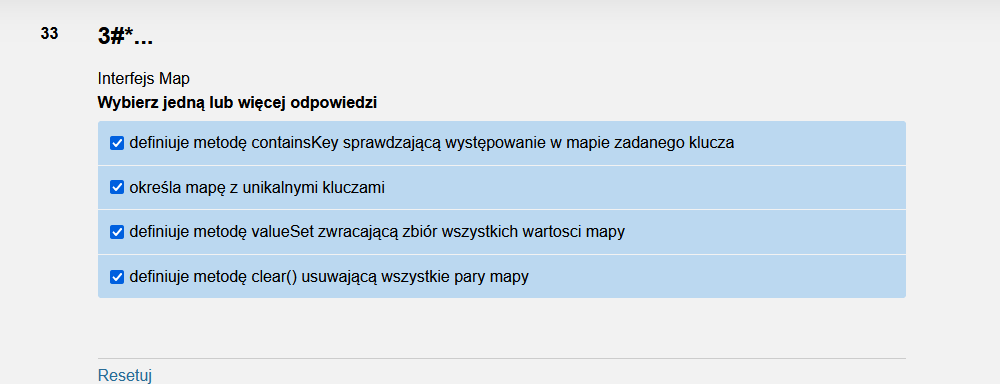 33
3#*...
Interfejs Map
Wybierz jedną lub więcej odpowiedzi
definiuje metodę containsKey sprawdzającą występowanie w mapie zadanego klucza
określa mapę z unikalnymi kluczami
definiuje metodę valueSet zwracającą zbiór wszystkich wartosci mapy
definiuje metodę clear() usuwającą wszystkie pary mapy
Resetuj